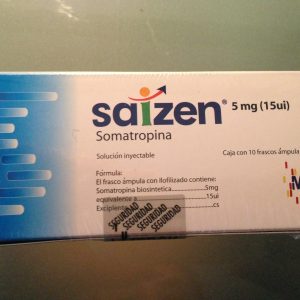 saizen® 5 mg (15ui)
Somatropina
Solución inyectable
Caja con 10 frascos ámpula
Fórmula:
El frasco ámpula con liofilizado contiene:
Somatropina biosintetica..................5mg
equivalente a..................15ui
Excipiente..................cs
SEGURIDAD
SEGURIDAD
SEGURIDAD
SEGURIDAD